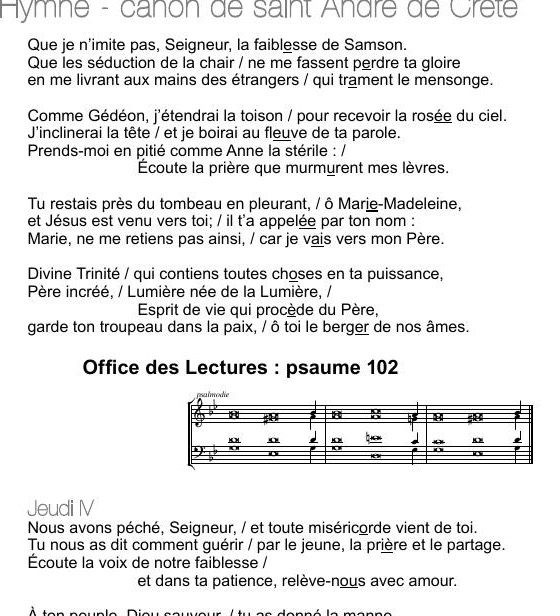 Hymne - canon de saint André de Crète
Que je n'imite pas, Seigneur, la faiblesse de Samson.
Que les séduction de la chair / ne me fassent perdre ta gloire
en me livrant aux mains des étrangers / qui trament le mensonge.
Comme Gédéon, j'étendrai la toison / pour recevoir la rosée du ciel.
J'inclinerai la tête / et je boirai au fleuve de ta parole.
Prends-moi en pitié comme Anne la stérile : /
Écoute la prière que murmurent mes lèvres.
Tu restais près du tombeau en pleurant, / ô Marie-Madeleine,
et Jésus est venu vers toi; / il t'a appelée par ton nom :
Marie, ne me retiens pas ainsi, / car je vais vers mon Père.
Divine Trinité / qui contiens toutes choses en ta puissance,
Père incréé, / Lumière née de la Lumière, /
Esprit de vie qui procède du Père,
garde ton troupeau dans la paix, / ô toi le berger de nos âmes.
Office des Lectures : psaume 102
psalmodie
Jeudi IV
Nous avons péché, Seigneur, / et toute miséricorde vient de toi.
Tu nous as dit comment guérir / par le jeune, la prière et le partage.
Écoute la voix de notre faiblesse /
et dans ta patience, relève-nous avec amour.
À ton peuple, Dieu sauveur, / tu as donné la manne